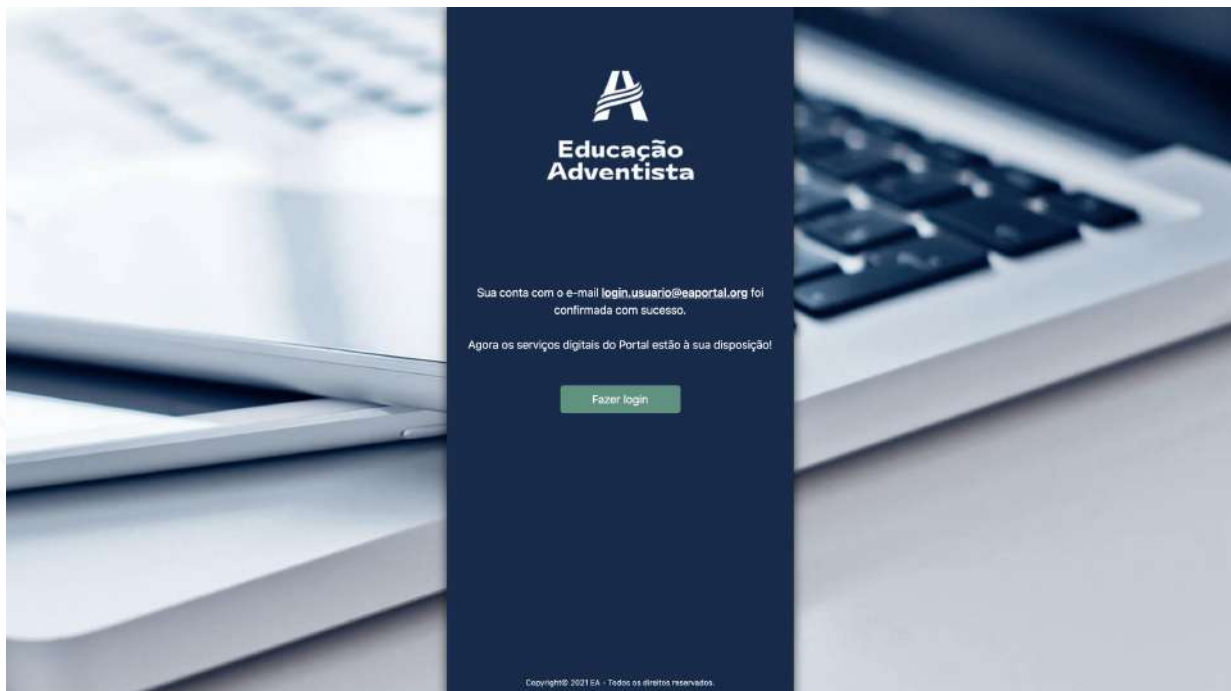 Educação
Adventista
Sua conta com o e-mail login.usuario@eaportal.org foi
confirmada com sucesso.
Agora os serviços digitais do Portal estão à sua disposição!
Fazer login
Copyright© 2021 EA - Todos os direitos reservados.